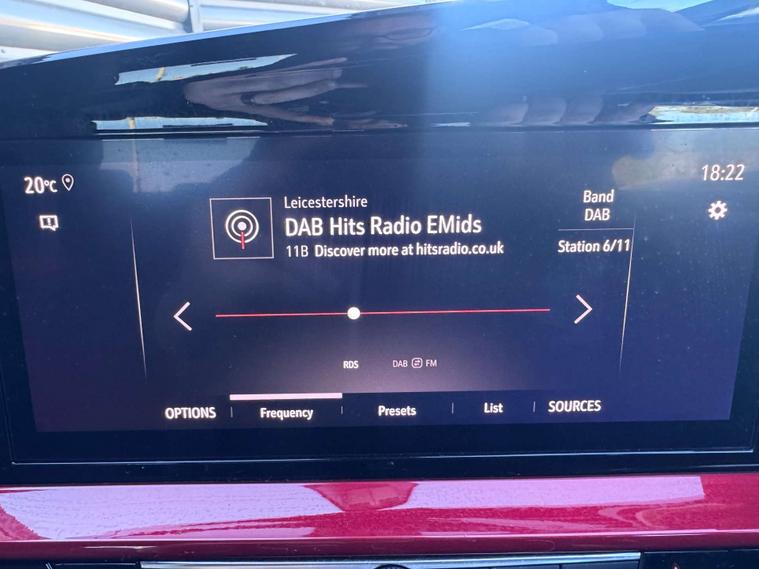 20°C
18:22
Leicestershire
DAB Hits Radio EMids
11B Discover more at hitsradio.co.uk
Band
DAB
Station 6/11
RDS
DAB FM
OPTIONS
Frequency
Presets
List
SOURCES